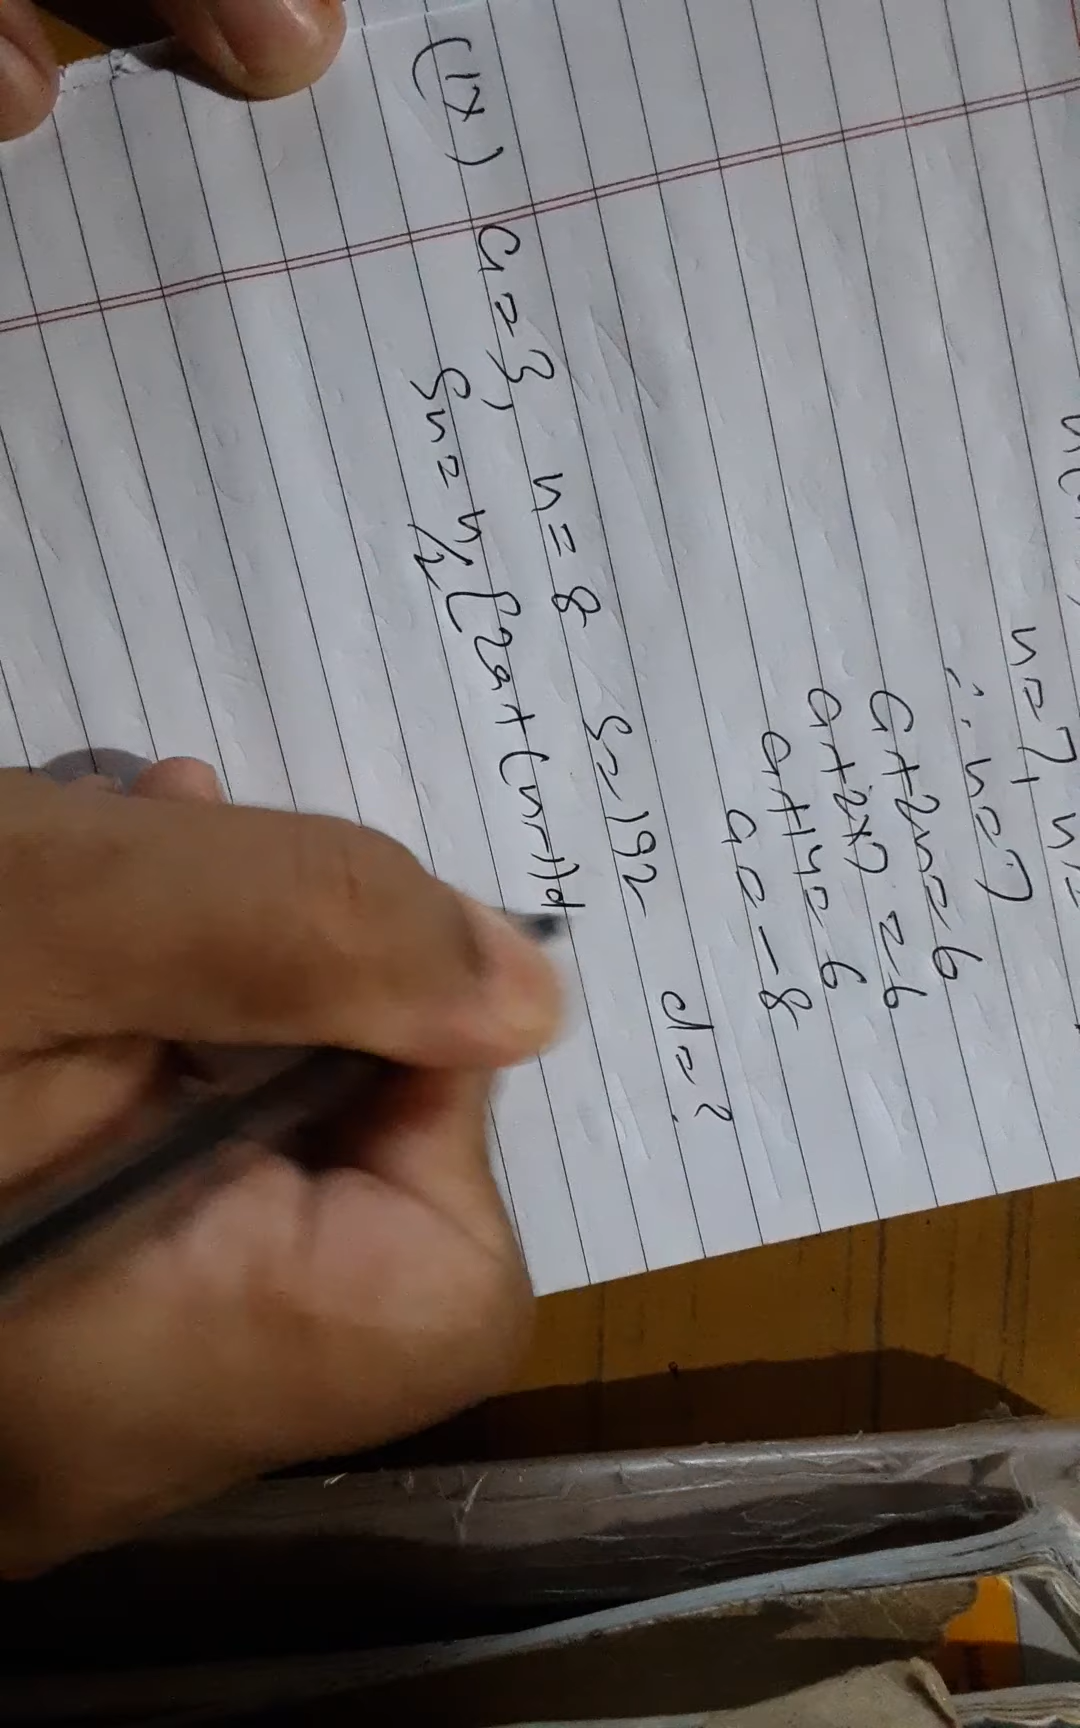 n=7, n=
∴ n=7
a+2n=6
a+2×7=6
a+14=6
a=-8
(ix) a=3, n=8 S=192 d=?
Sn=n/2[2a+(n-1)d